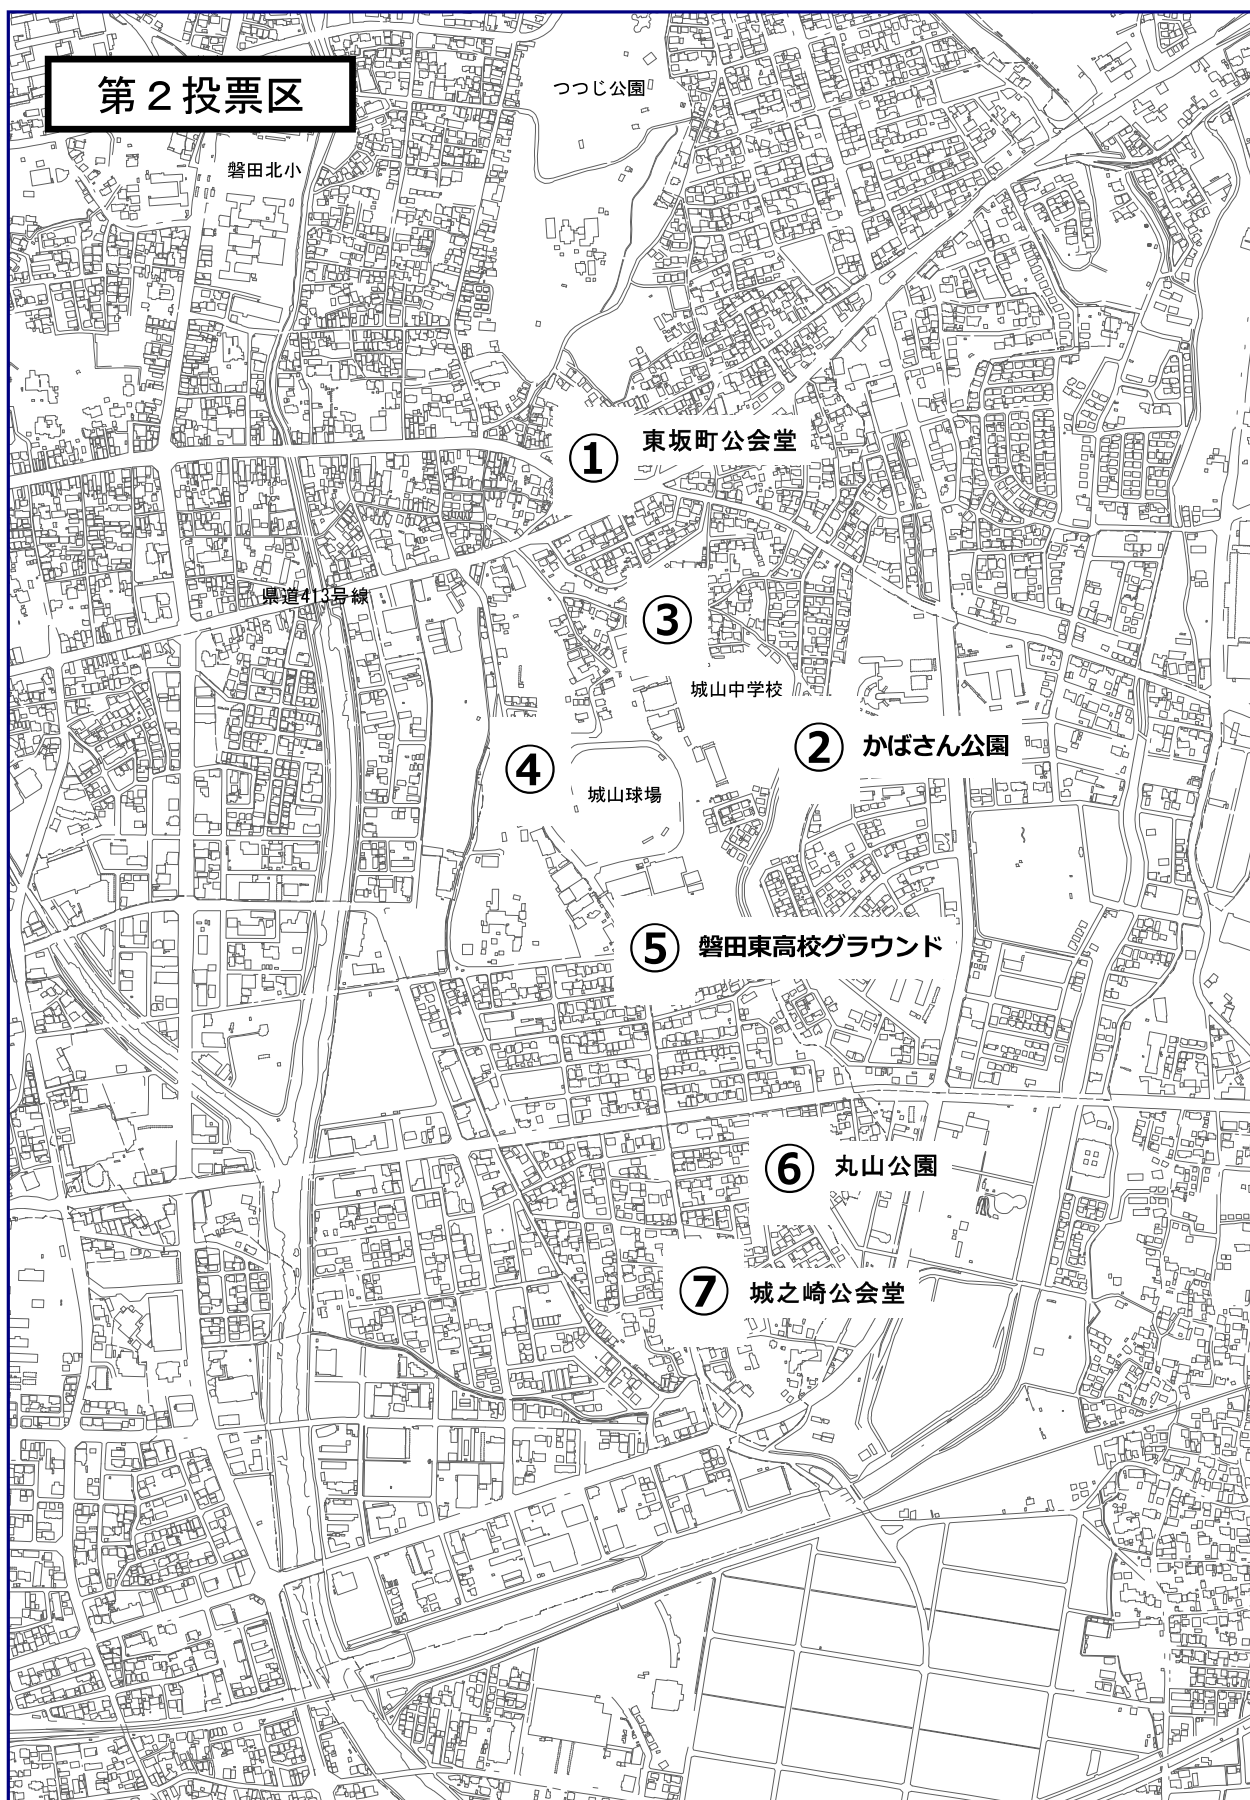 第２投票区
つつじ公園
磐田北小
① 東坂町公会堂
県道413号線
③
城山中学校
② かばさん公園
④
城山球場
⑤ 磐田東高校グラウンド
⑥ 丸山公園
⑦ 城之崎公会堂